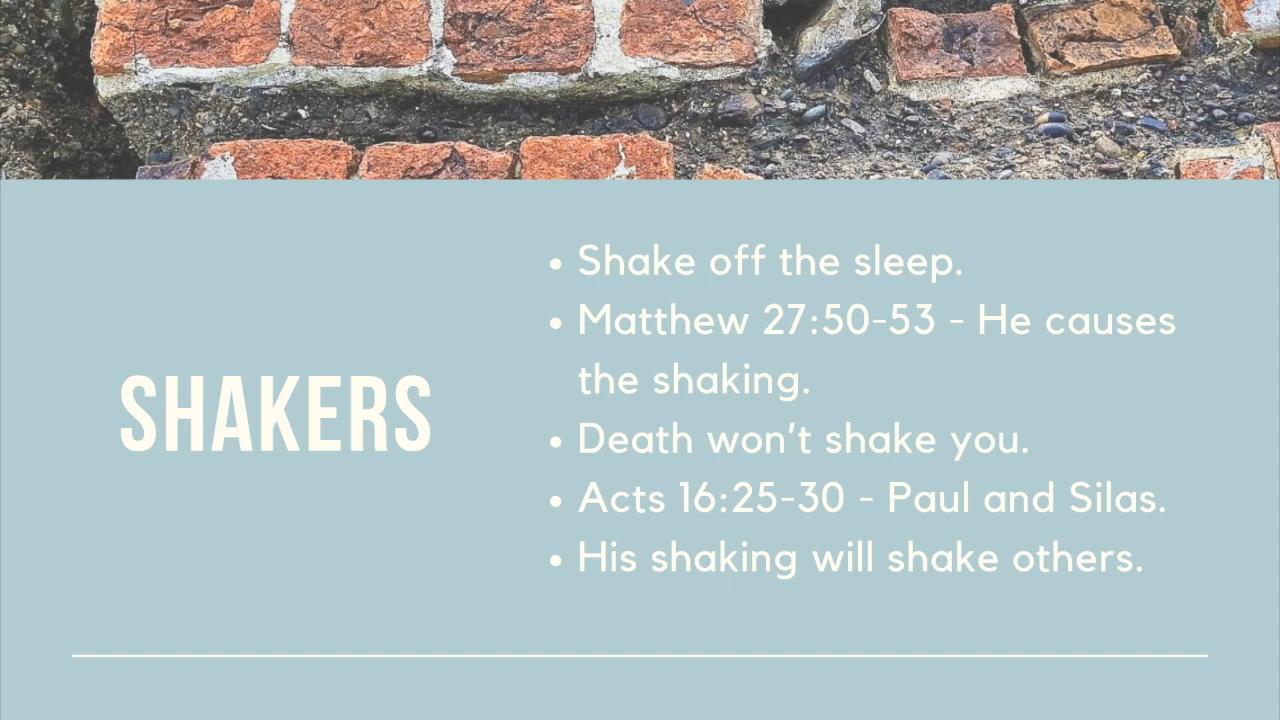 SHAKERS
• Shake off the sleep.
• Matthew 27:50-53 - He causes
the shaking.
• Death won't shake you.
• Acts 16:25-30 - Paul and Silas.
• His shaking will shake others.